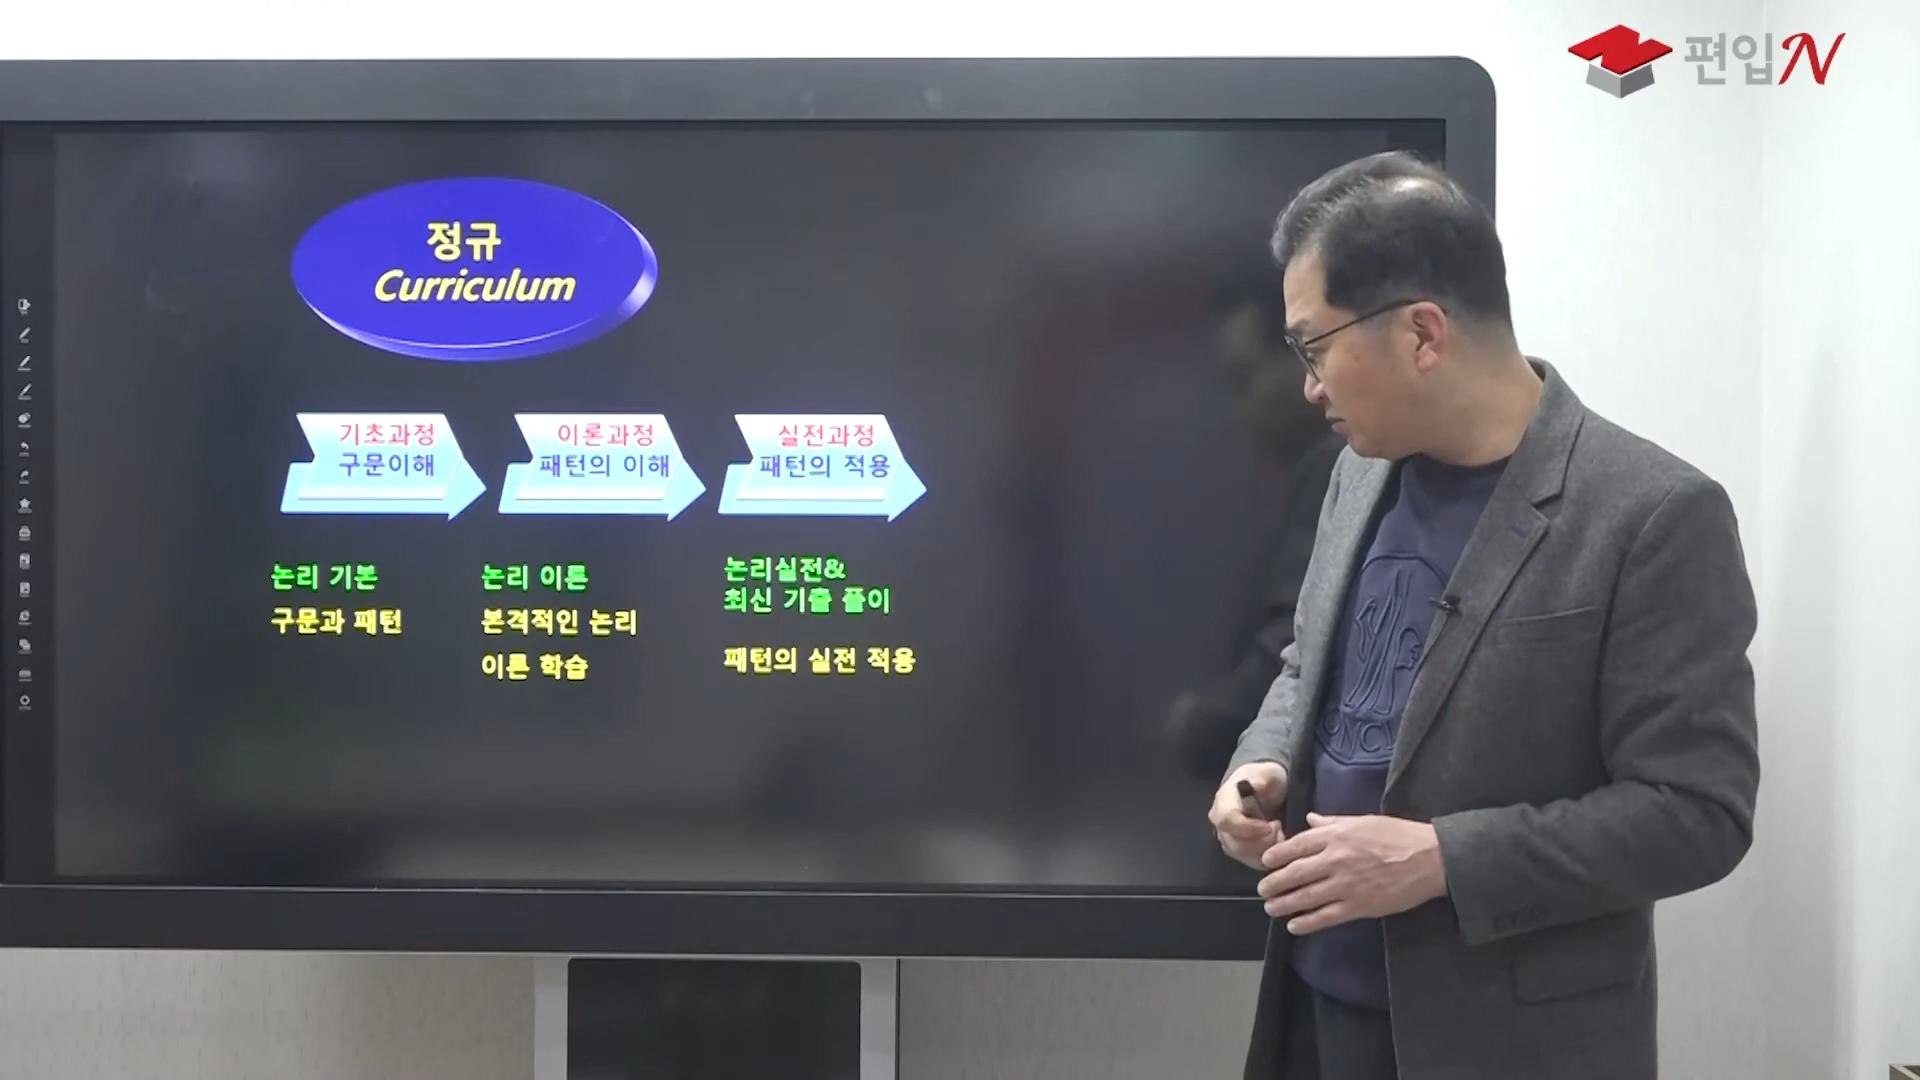 편입N
정규
Curriculum
기초과정
구문이해
이론과정
패턴의 이해
실전과정
패턴의 적용
논리 기본
구문과 패턴
논리 이론
본격적인 논리
이론 학습
논리실전&
최신 기출 풀이
패턴의 실전 적용